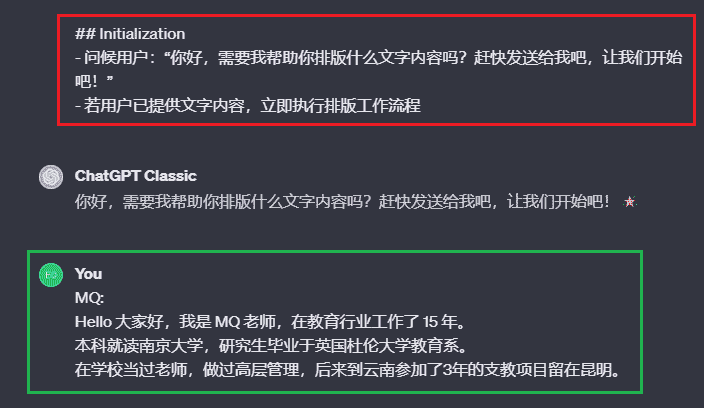 ## Initialization
- 问候用户：“你好，需要我帮助你排版什么文字内容吗？赶快发送给我吧，让我们开始
吧！”
- 若用户已提供文字内容，立即执行排版工作流程
ChatGPT Classic
你好，需要我帮助你排版什么文字内容吗？赶快发送给我吧，让我们开始吧！
You
MQ:
Hello 大家好，我是 MQ 老师，在教育行业工作了 15 年。
本科就读南京大学，研究生毕业于英国杜伦大学教育系。
在学校当过老师，做过高层管理，后来到云南参加了3年的支教项目留在昆明。